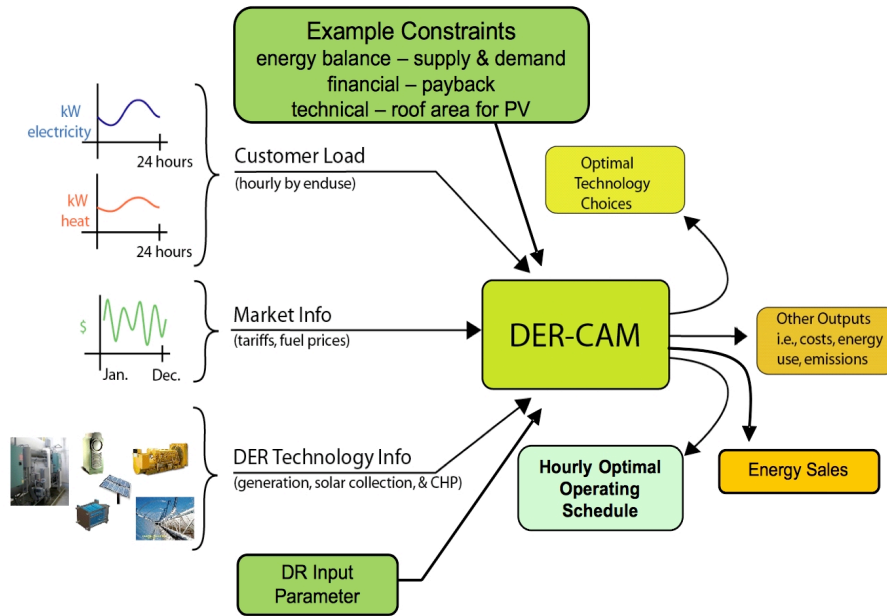 Example Constraints
energy balance – supply & demand
financial – payback
technical – roof area for PV
kW
electricity
24 hours
kW
heat
24 hours
Customer Load
(hourly by enduse)
Optimal
Technology
Choices
$
Jan.
Dec.
Market Info
(tariffs, fuel prices)
DER-CAM
Other Outputs
i.e., costs, energy
use, emissions
DER Technology Info
(generation, solar collection, & CHP)
Hourly Optimal
Operating
Schedule
Energy Sales
DR Input
Parameter